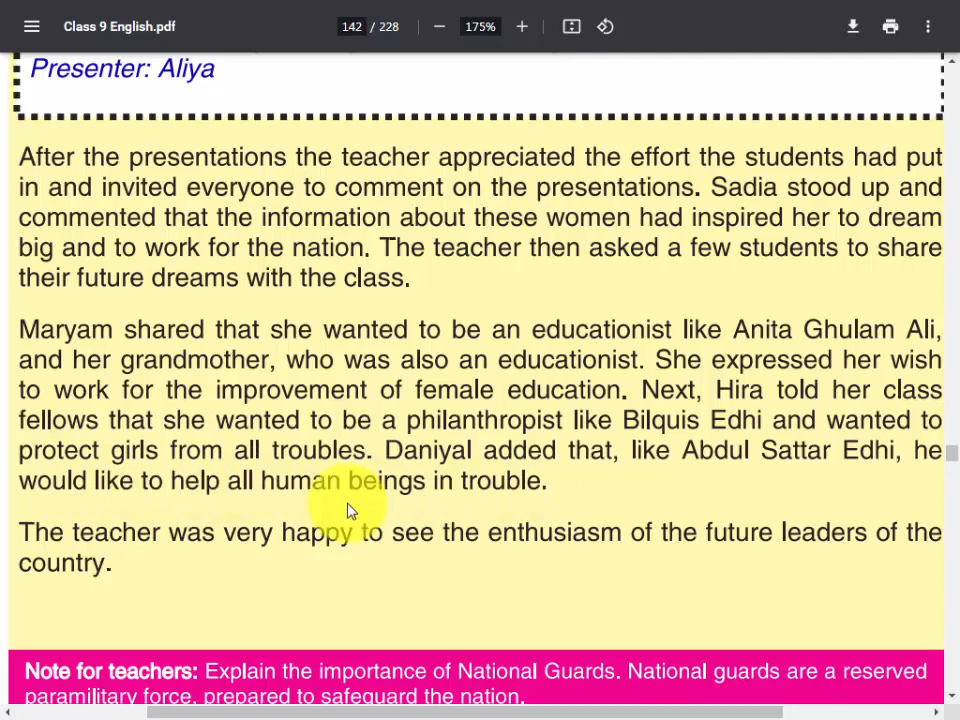 Class 9 English.pdf
142 / 228
175%
Presenter: Aliya
After the presentations the teacher appreciated the effort the students had put
in and invited everyone to comment on the presentations. Sadia stood up and
commented that the information about these women had inspired her to dream
big and to work for the nation. The teacher then asked a few students to share
their future dreams with the class.
Maryam shared that she wanted to be an educationist like Anita Ghulam Ali,
and her grandmother, who was also an educationist. She expressed her wish
to work for the improvement of female education. Next, Hira told her class
fellows that she wanted to be a philanthropist like Bilquis Edhi and wanted to
protect girls from all troubles. Daniyal added that, like Abdul Sattar Edhi, he
would like to help all human beings in trouble.
The teacher was very happy to see the enthusiasm of the future leaders of the
country.
Note for teachers: Explain the importance of National Guards. National guards are a reserved
paramilitary force, prepared to safeguard the nation.